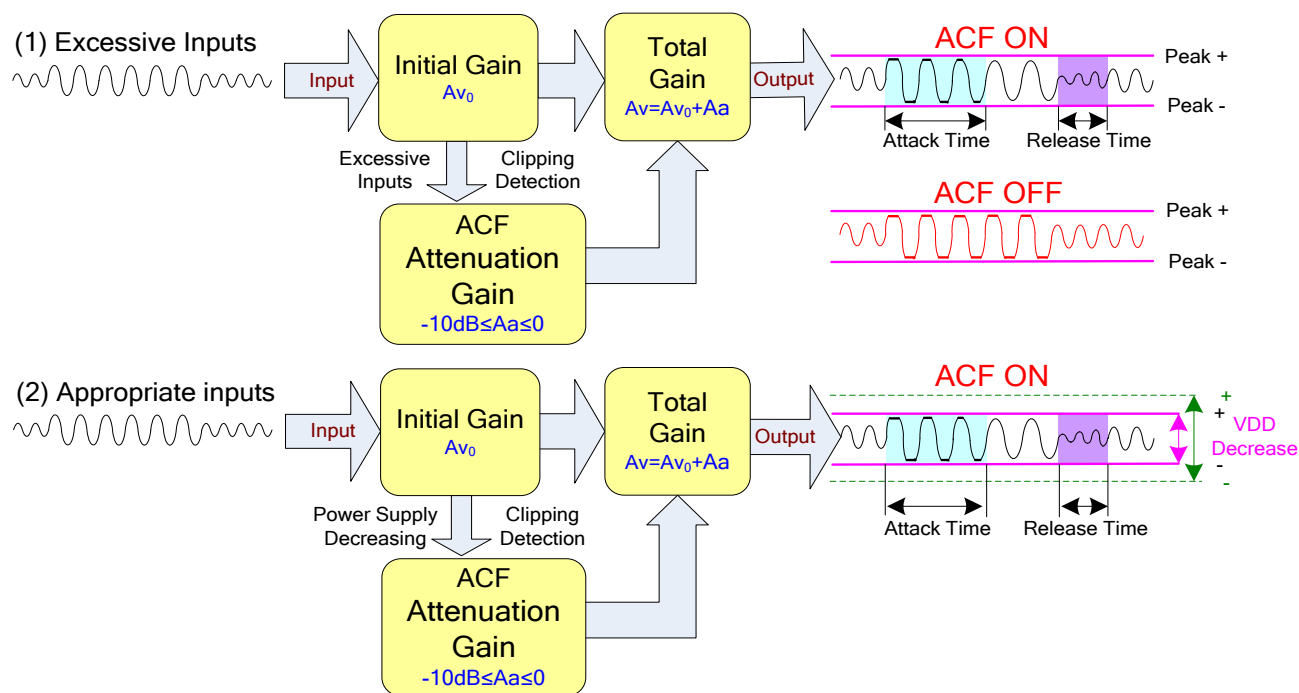 (1) Excessive Inputs
Input
Initial Gain
Av0
Total
Gain
Av=Av0+Aa
Output
ACF ON
Peak +
Peak -
Attack Time
Release Time
Excessive
Inputs
Clipping
Detection
ACF
Attenuation
Gain
-10dB≤Aa≤0
ACF OFF
Peak +
Peak -
(2) Appropriate inputs
Input
Initial Gain
Av0
Total
Gain
Av=Av0+Aa
Output
ACF ON
+
+
VDD
Decrease
-
-
Attack Time
Release Time
Power Supply
Decreasing
Clipping
Detection
ACF
Attenuation
Gain
-10dB≤Aa≤0